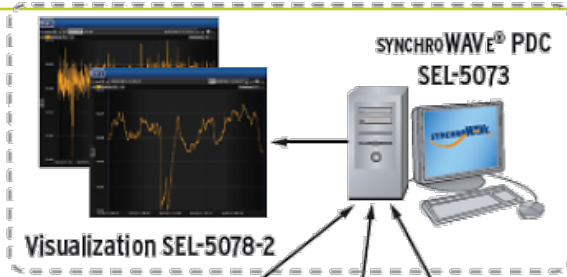 SYNCHROWAVE® PDC
SEL-5073
SYNCHROWAVE
Visualization SEL-5078-2